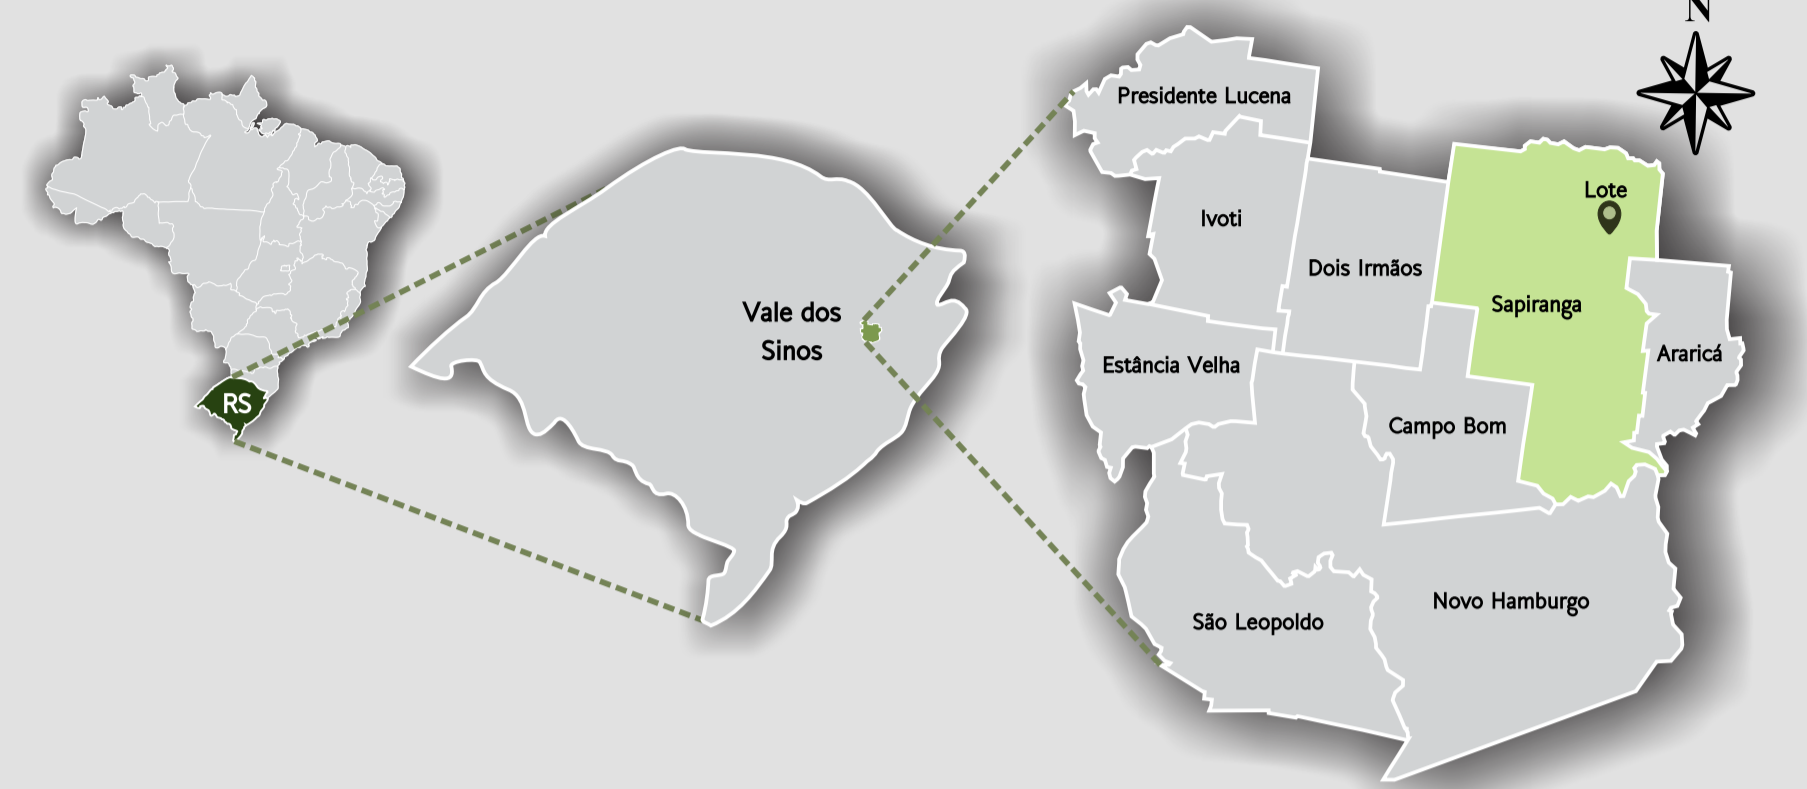 N
RS
Vale dos
Sinos
Presidente Lucena
Ivoti
Dois Irmãos
Lote
Sapiranga
Araricá
Estância Velha
Campo Bom
São Leopoldo
Novo Hamburgo